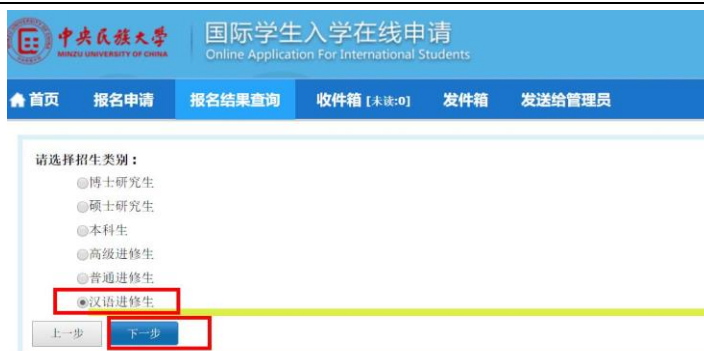 中央民族大学
MINZU UNIVERSITY OF CHINA
国际学生入学在线申请
Online Application For International Students
首页 报名申请 报名结果查询 收件箱 [未读:0] 发件箱 发送给管理员
请选择招生类别：
博士研究生
硕士研究生
本科生
高级进修生
普通进修生
汉语进修生
上一步 下一步